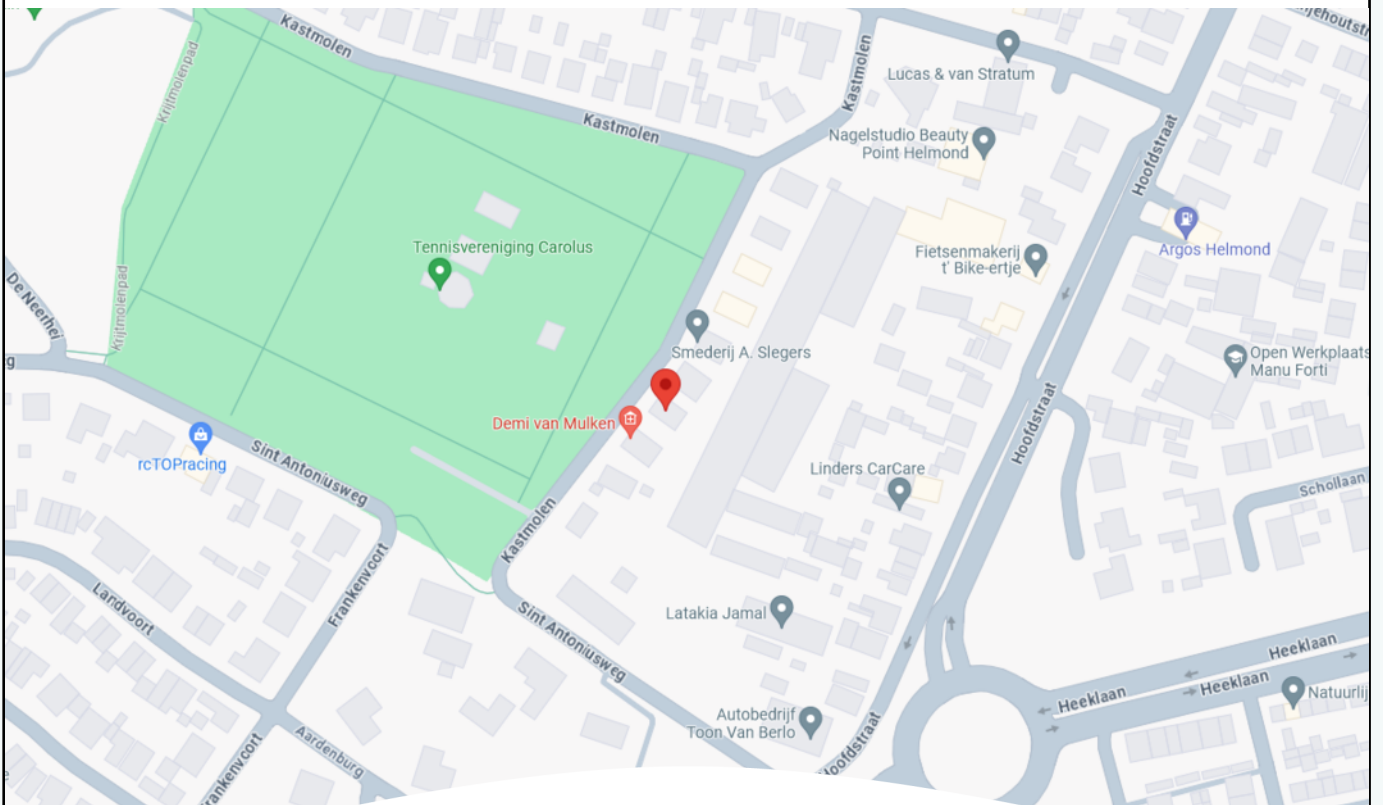 Kastmolen
Lucas & van Stratum
Kastmolen
Krijtmolenpad
Kastmolen
Nagelstudio Beauty
Point Helmond
Hoofdstraat
Tennisvereniging Carolus
Fietsenmakerij
t' Bike-ertje
Argos Helmond
De Neerhei
Krijtmolenpad
Smederij A. Slegers
Open Werkplaats
Manu Forti
Demi van Mulken
Hoofdstraat
rcTOPracing
Sint Antoniusweg
Linders CarCare
Schollaan
Kastmolen
Frankenvoort
Landvoort
Latakia Jamal
Sint Antoniusweg
Heeklaan
Heeklaan
Heeklaan
Natuurlij
Autobedrijf
Toon Van Berlo
Hoofdstraat
Aardenburg
rankenvoort